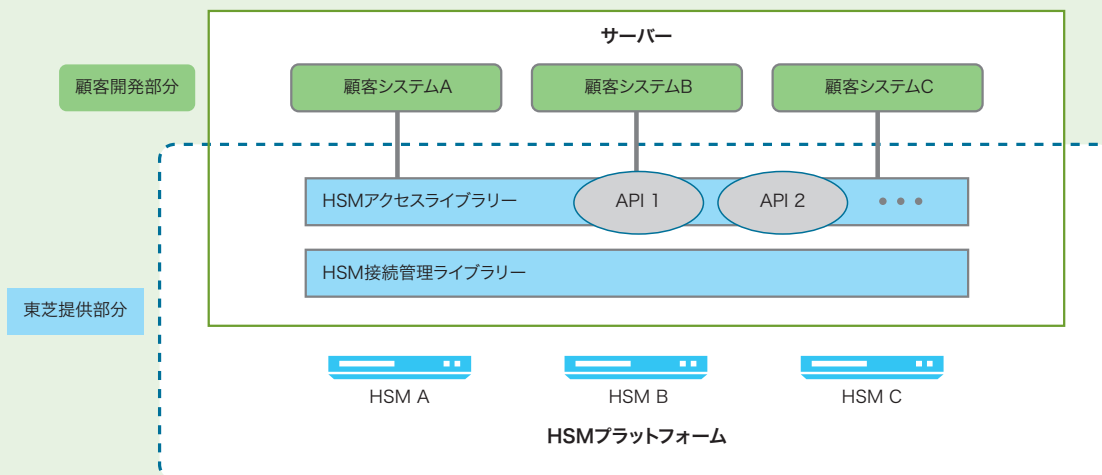 サーバー
顧客開発部分
顧客システムA
顧客システムB
顧客システムC
HSMアクセスライブラリー
API 1
API 2
•••
HSM接続管理ライブラリー
東芝提供部分
HSM A
HSM B
HSM C
HSMプラットフォーム